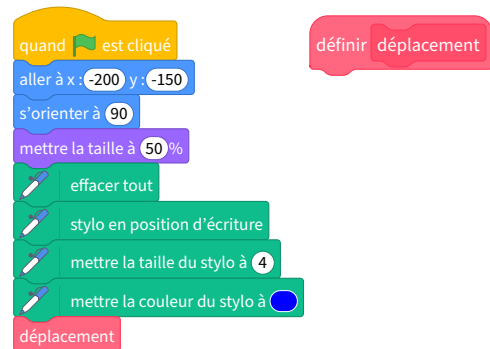 quand est cliqué
aller à x : -200 y : -150
s'orienter à 90
mettre la taille à 50 %
effacer tout
stylo en position d'écriture
mettre la taille du stylo à 4
mettre la couleur du stylo à
déplacement
définir déplacement